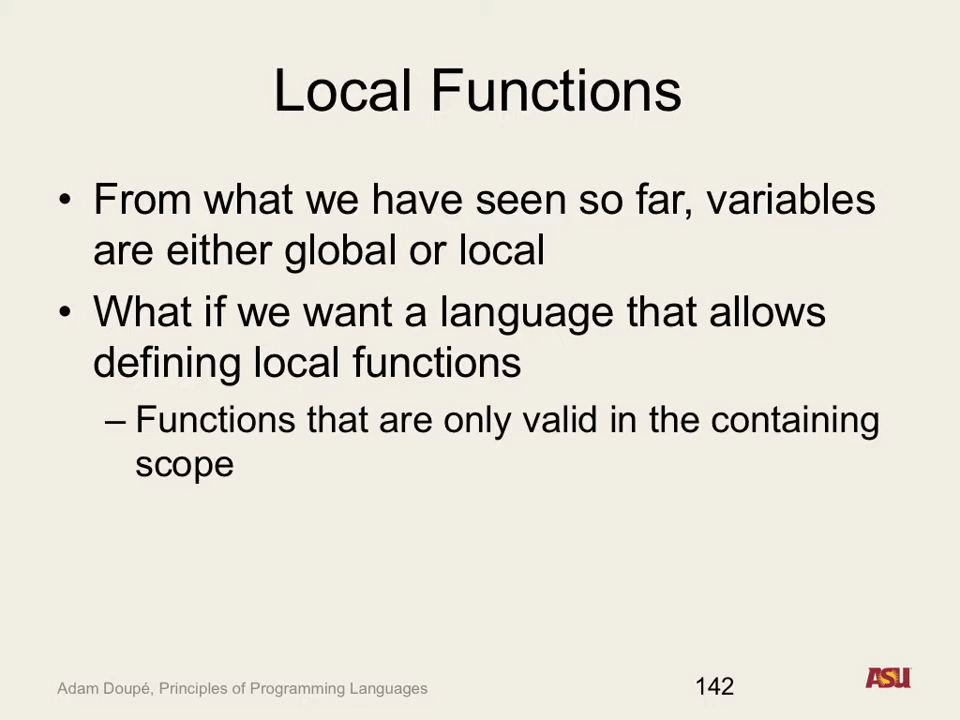 Local Functions
• From what we have seen so far, variables
are either global or local
• What if we want a language that allows
defining local functions
– Functions that are only valid in the containing
scope
Adam Doupé, Principles of Programming Languages
142
ASU